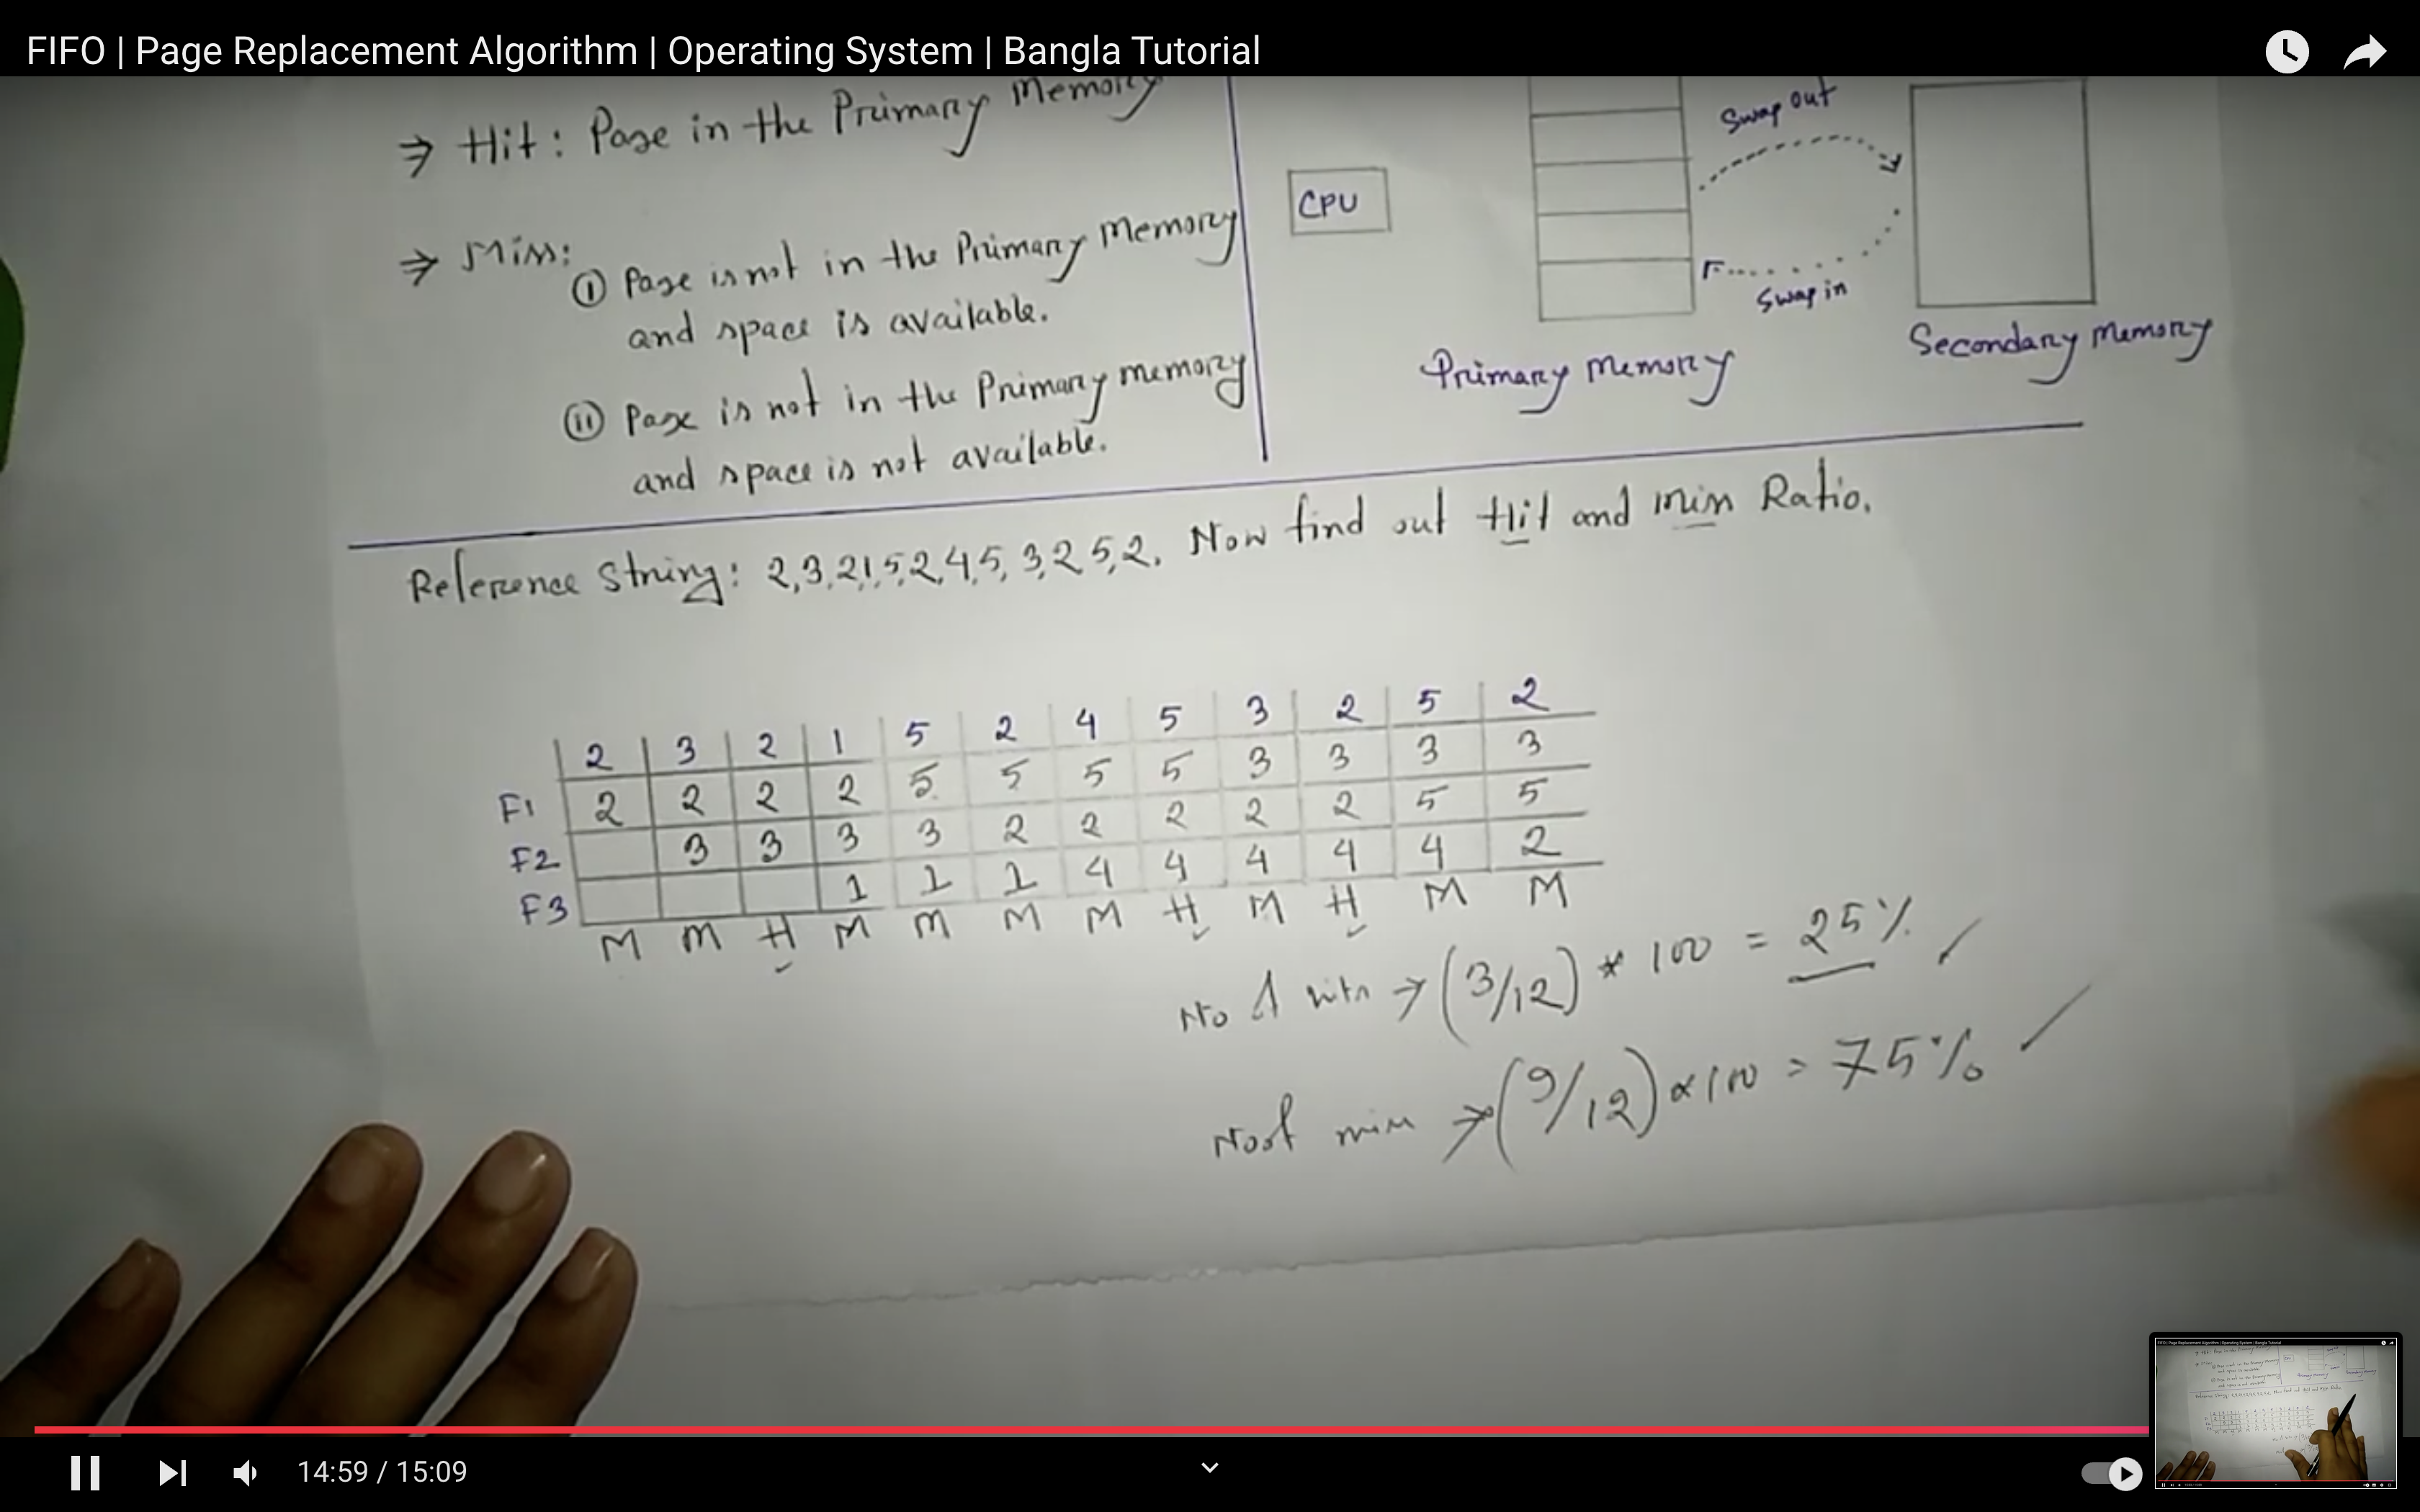 FIFO | Page Replacement Algorithm | Operating System | Bangla Tutorial
⇒ Hit: Page in the Primary Memory
⇒ Miss:
(i) Page is not in the Primary Memory
and space is available.
(ii) Page is not in the Primary memory
and space is not available.
CPU
Swap out
Swap in
Primary Memory
Secondary Memory
Reference String: 2,3,2,1,5,2,4,5,3,2,5,2. Now find out Hit and miss Ratio.
2 3 2 1 5 2 4 5 3 2 5 2
F1 2 2 2 2 5 5 5 5 3 3 3 3
F2 3 3 3 3 2 2 2 2 2 5 5
F3 1 1 1 4 4 4 4 4 2
M M H M M M M H M H M M
No of hits → (3/12) * 100 = 25%
No of miss → (9/12) * 100 = 75%
14:59 / 15:09